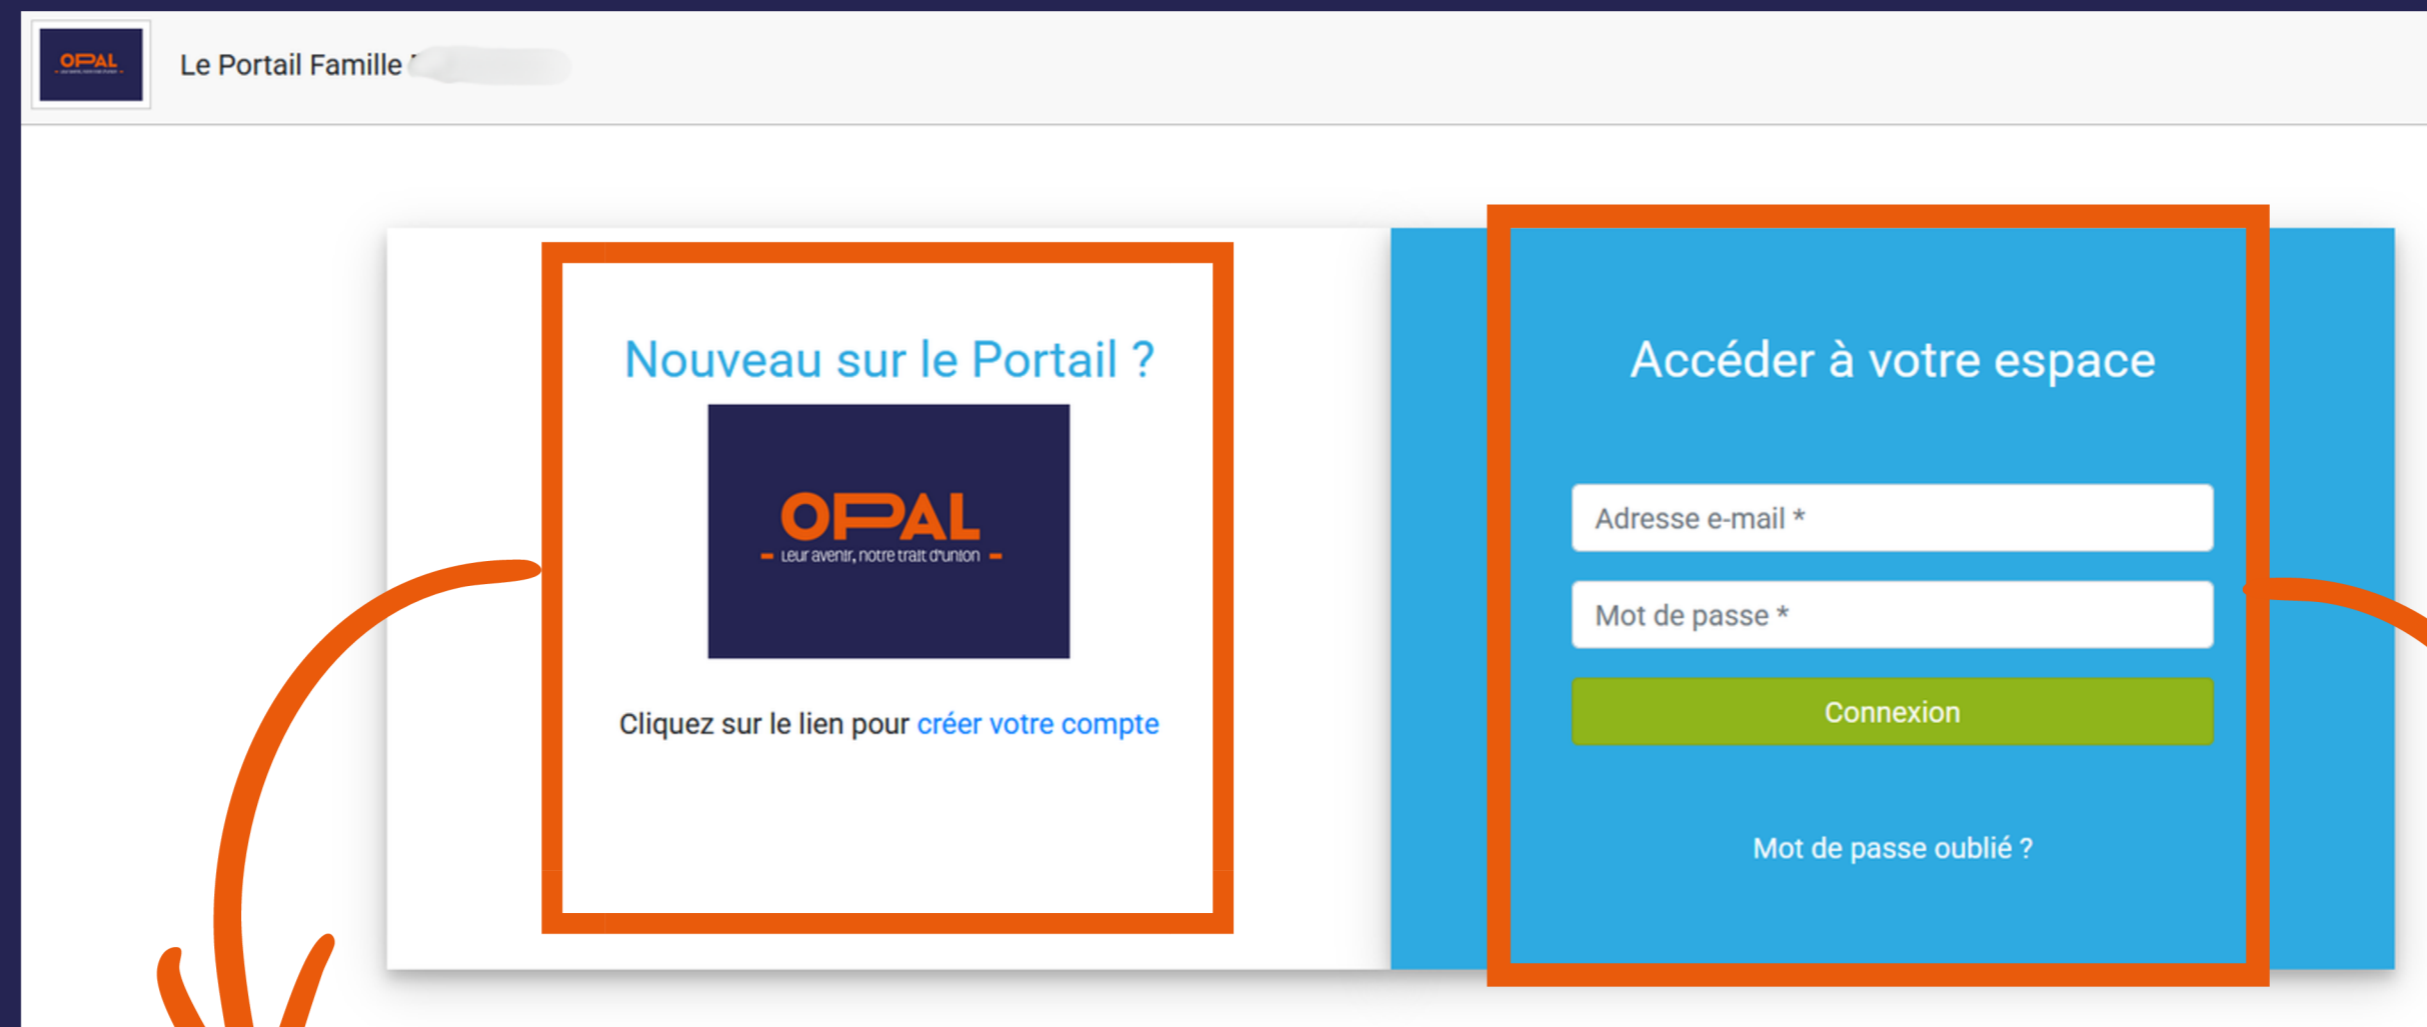 OPAL
Le Portail Famille
Nouveau sur le Portail ?
OPAL
Leur avenir, notre trait d'union
Cliquez sur le lien pour créer votre compte
Accéder à votre espace
Adresse e-mail *
Mot de passe *
Connexion
Mot de passe oublié ?